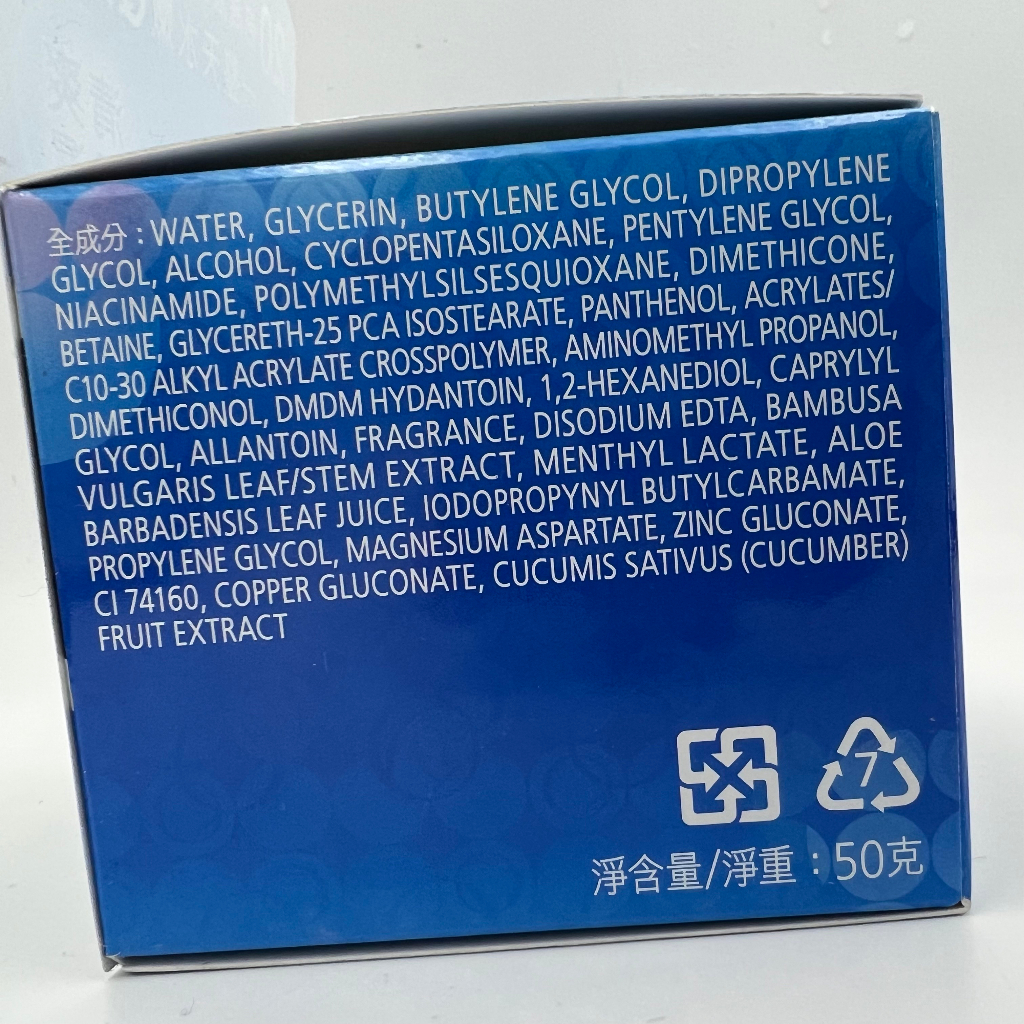 全成分：WATER, GLYCERIN, BUTYLENE GLYCOL, DIPROPYLENE
GLYCOL, ALCOHOL, CYCLOPENTASILOXANE, PENTYLENE GLYCOL,
NIACINAMIDE, POLYMETHYLSILSESQUIOXANE, DIMETHICONE,
BETAINE, GLYCERETH-25 PCA ISOSTEARATE, PANTHENOL, ACRYLATES/
C10-30 ALKYL ACRYLATE CROSSPOLYMER, AMINOMETHYL PROPANOL,
DIMETHICONOL, DMDM HYDANTOIN, 1,2-HEXANEDIOL, CAPRYLYL
GLYCOL, ALLANTOIN, FRAGRANCE, DISODIUM EDTA, BAMBUSA
VULGARIS LEAF/STEM EXTRACT, MENTHYL LACTATE, ALOE
BARBADENSIS LEAF JUICE, IODOPROPYNYL BUTYLCARBAMATE,
PROPYLENE GLYCOL, MAGNESIUM ASPARTATE, ZINC GLUCONATE,
CI 74160, COPPER GLUCONATE, CUCUMIS SATIVUS (CUCUMBER)
FRUIT EXTRACT
7
淨含量/淨重：50克